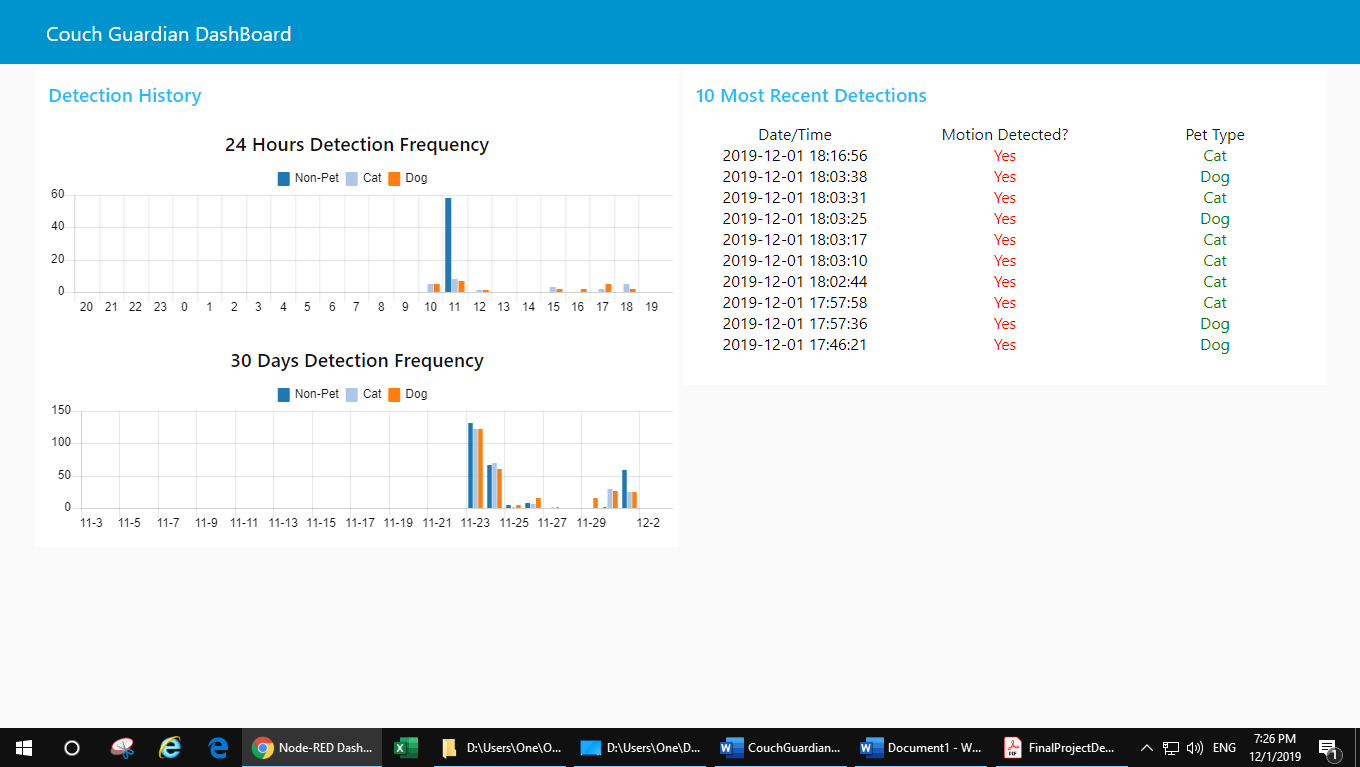 Couch Guardian DashBoard
Detection History
24 Hours Detection Frequency
Non-Pet Cat Dog
60
40
20
0
20 21 22 23 0 1 2 3 4 5 6 7 8 9 10 11 12 13 14 15 16 17 18 19
30 Days Detection Frequency
Non-Pet Cat Dog
150
100
50
0
11-3 11-5 11-7 11-9 11-11 11-13 11-15 11-17 11-19 11-21 11-23 11-25 11-27 11-29 12-2
10 Most Recent Detections
Date/Time Motion Detected? Pet Type
2019-12-01 18:16:56 Yes Cat
2019-12-01 18:03:38 Yes Dog
2019-12-01 18:03:31 Yes Cat
2019-12-01 18:03:25 Yes Dog
2019-12-01 18:03:17 Yes Cat
2019-12-01 18:03:10 Yes Cat
2019-12-01 18:02:44 Yes Cat
2019-12-01 17:57:58 Yes Cat
2019-12-01 17:57:36 Yes Dog
2019-12-01 17:46:21 Yes Dog
Node-RED Dash... D:\Users\One\O... D:\Users\One\D... CouchGuardian... Document1 - W... FinalProjectDe... ENG 7:26 PM
12/1/2019 1